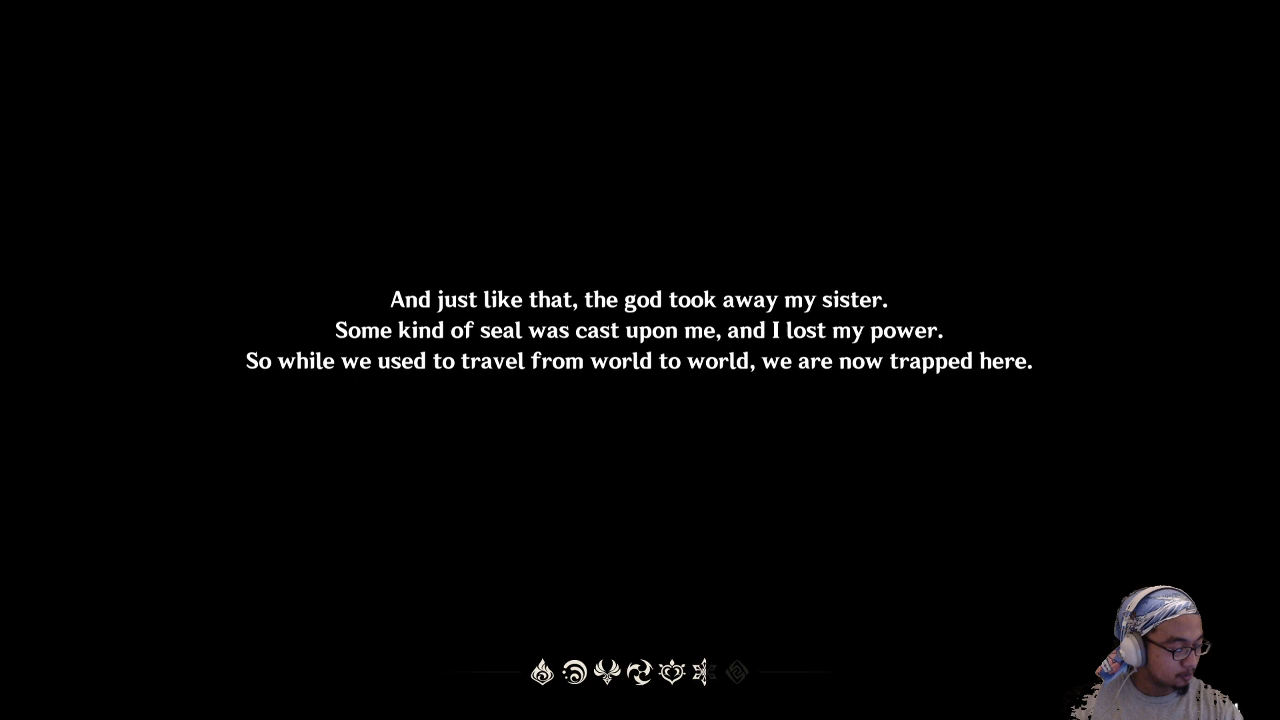 And just like that, the god took away my sister.
Some kind of seal was cast upon me, and I lost my power.
So while we used to travel from world to world, we are now trapped here.